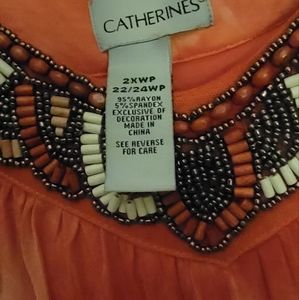 CATHERINES
2XWP
22/24WP
95%RAYON
5%SPANDEX
EXCLUSIVE OF
DECORATION
MADE IN
CHINA
SEE REVERSE
FOR CARE